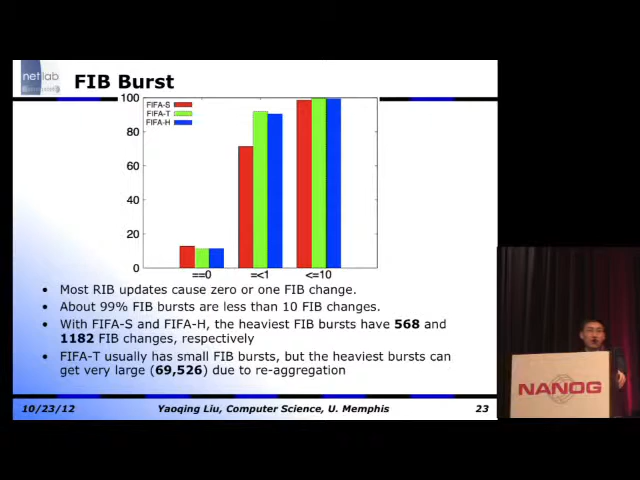 net lab
FIB Burst
100
80
60
40
20
0
FIFA-S
FIFA-T
FIFA-H
==0
=<1
<=10
• Most RIB updates cause zero or one FIB change.
• About 99% FIB bursts are less than 10 FIB changes.
• With FIFA-S and FIFA-H, the heaviest FIB bursts have 568 and
1182 FIB changes, respectively
• FIFA-T usually has small FIB bursts, but the heaviest bursts can
get very large (69,526) due to re-aggregation
10/23/12
Yaoqing Liu, Computer Science, U. Memphis
23
NANOG